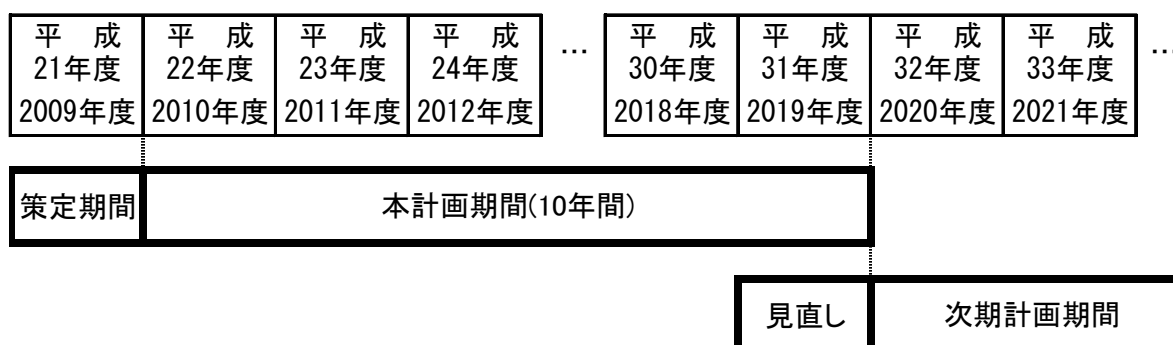 平 成 平 成 平 成 平 成 … 平 成 平 成 平 成 平 成 …
21年度 22年度 23年度 24年度 30年度 31年度 32年度 33年度
2009年度 2010年度 2011年度 2012年度 2018年度 2019年度 2020年度 2021年度
策定期間 本計画期間(10年間)
見直し 次期計画期間